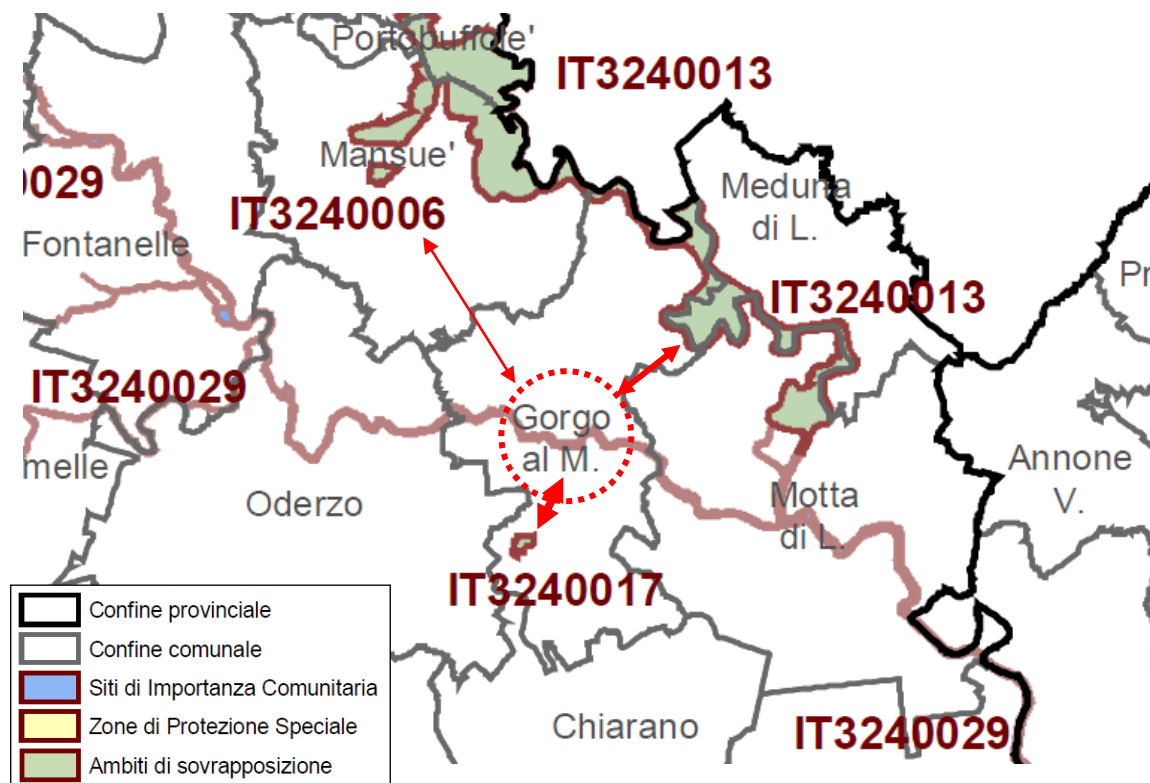 Portobuffole'
IT3240013
Mansue'
0029
Meduna
di L.
IT3240006
Fontanelle
Pr
IT3240013
IT3240029
Gorgo
al M.
melle
Annone
V.
Oderzo
Motta
di L.
IT3240017
Chiarano
IT3240029
Confine provinciale
Confine comunale
Siti di Importanza Comunitaria
Zone di Protezione Speciale
Ambiti di sovrapposizione